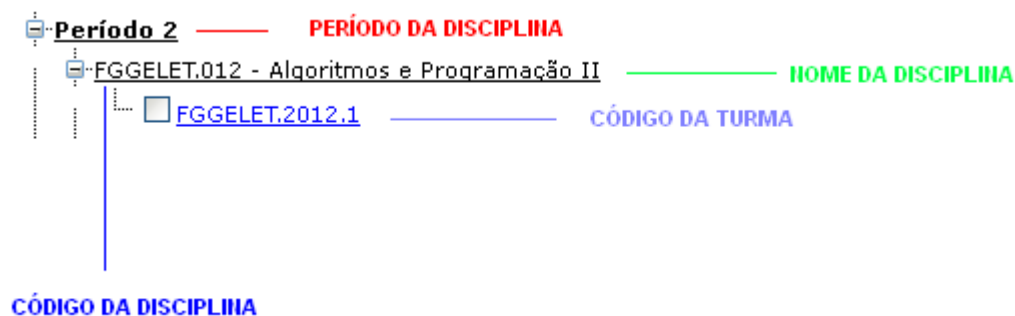 Período 2 PERÍODO DA DISCIPLINA
FGGELET.012 - Algoritmos e Programação II NOME DA DISCIPLINA
FGGELET.2012.1 CÓDIGO DA TURMA
CÓDIGO DA DISCIPLINA